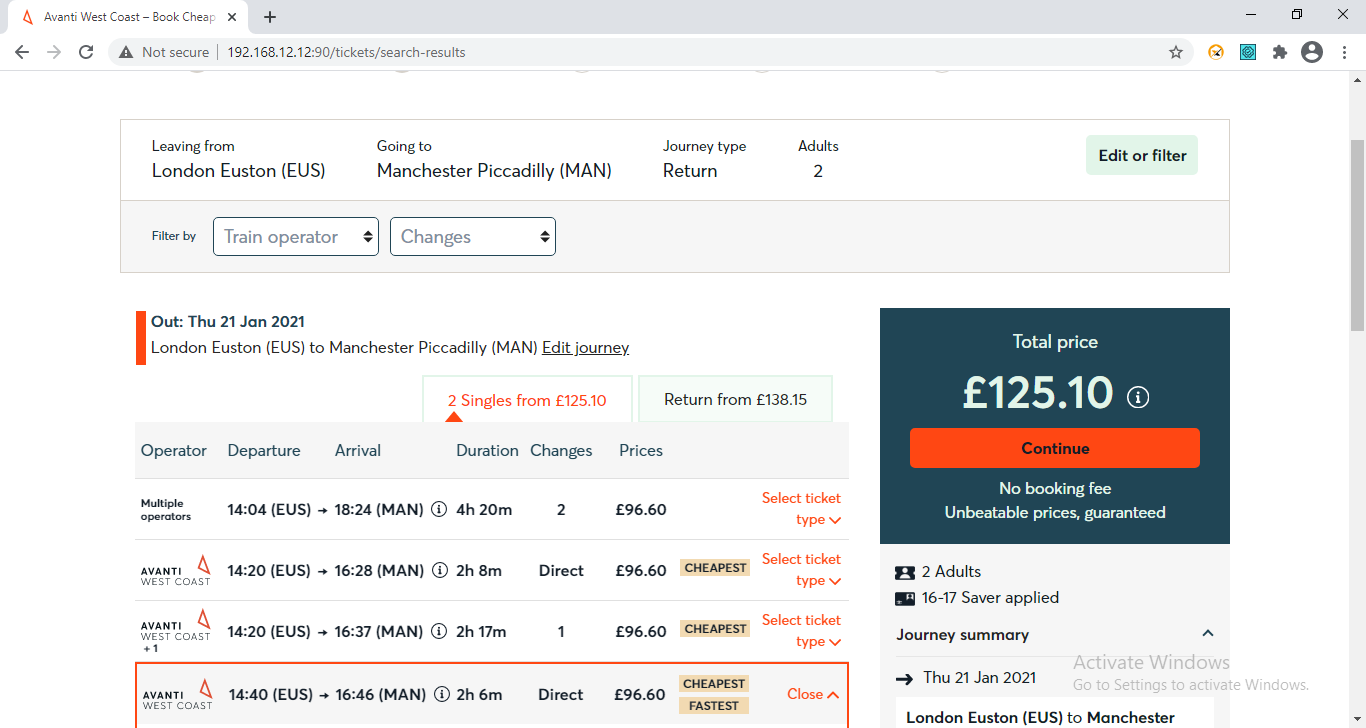 Avanti West Coast – Book Cheap
Not secure 192.168.12.12:90/tickets/search-results
Leaving from Going to Journey type Adults
London Euston (EUS) Manchester Piccadilly (MAN) Return 2
Edit or filter
Filter by Train operator Changes
Out: Thu 21 Jan 2021
London Euston (EUS) to Manchester Piccadilly (MAN) Edit journey
2 Singles from £125.10 Return from £138.15
Operator Departure Arrival Duration Changes Prices
Multiple operators 14:04 (EUS) → 18:24 (MAN) 4h 20m 2 £96.60 Select ticket type
AVANTI WEST COAST 14:20 (EUS) → 16:28 (MAN) 2h 8m Direct £96.60 CHEAPEST Select ticket type
AVANTI WEST COAST + 1 14:20 (EUS) → 16:37 (MAN) 2h 17m 1 £96.60 CHEAPEST Select ticket type
AVANTI WEST COAST 14:40 (EUS) → 16:46 (MAN) 2h 6m Direct £96.60 CHEAPEST FASTEST Close
Total price
£125.10
Continue
No booking fee
Unbeatable prices, guaranteed
2 Adults
16-17 Saver applied
Journey summary
→ Thu 21 Jan 2021
London Euston (EUS) to Manchester
Activate Windows
Go to Settings to activate Windows.